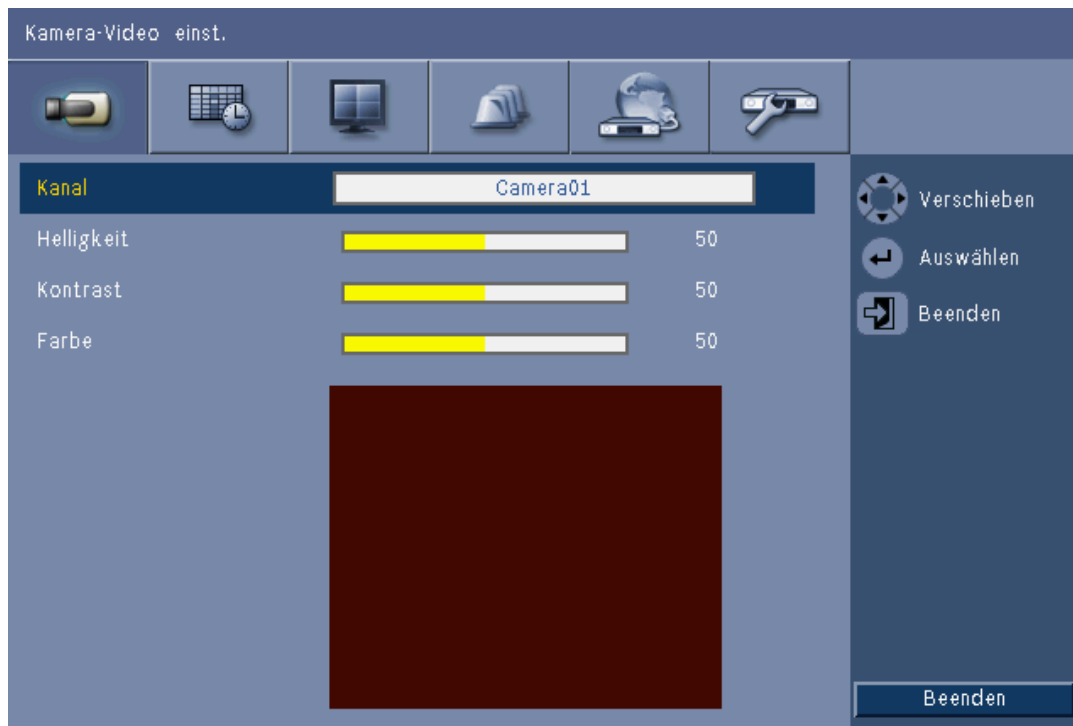 Kamera-Video einst.
Kanal Camera01
Helligkeit 50
Kontrast 50
Farbe 50
Verschieben
Auswählen
Beenden
Beenden